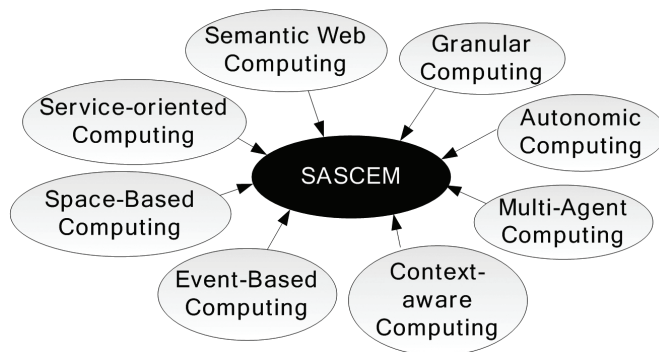 Semantic Web
Computing
Granular
Computing
Service-oriented
Computing
Autonomic
Computing
SASCEM
Space-Based
Computing
Multi-Agent
Computing
Event-Based
Computing
Context-
aware
Computing